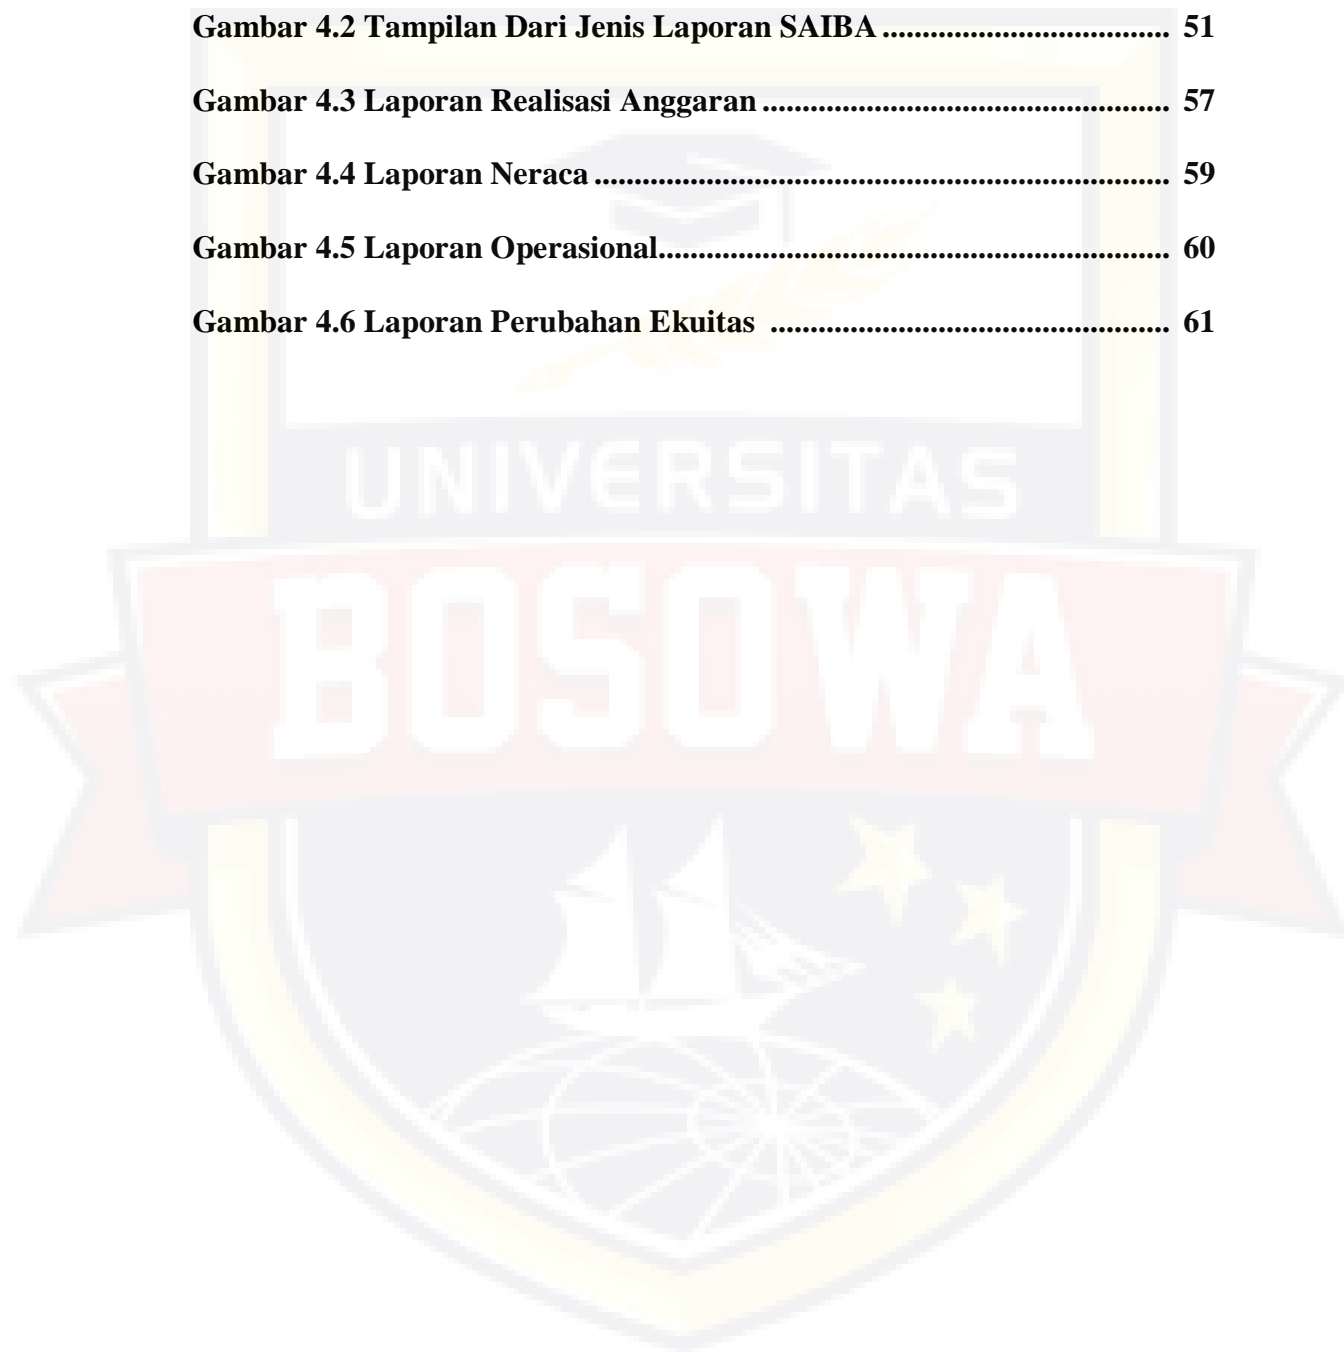 Gambar 4.2 Tampilan Dari Jenis Laporan SAIBA .................................... 51
Gambar 4.3 Laporan Realisasi Anggaran ................................................... 57
Gambar 4.4 Laporan Neraca ........................................................................ 59
Gambar 4.5 Laporan Operasional................................................................ 60
Gambar 4.6 Laporan Perubahan Ekuitas .................................................. 61
UNIVERSITAS
BOSOWA